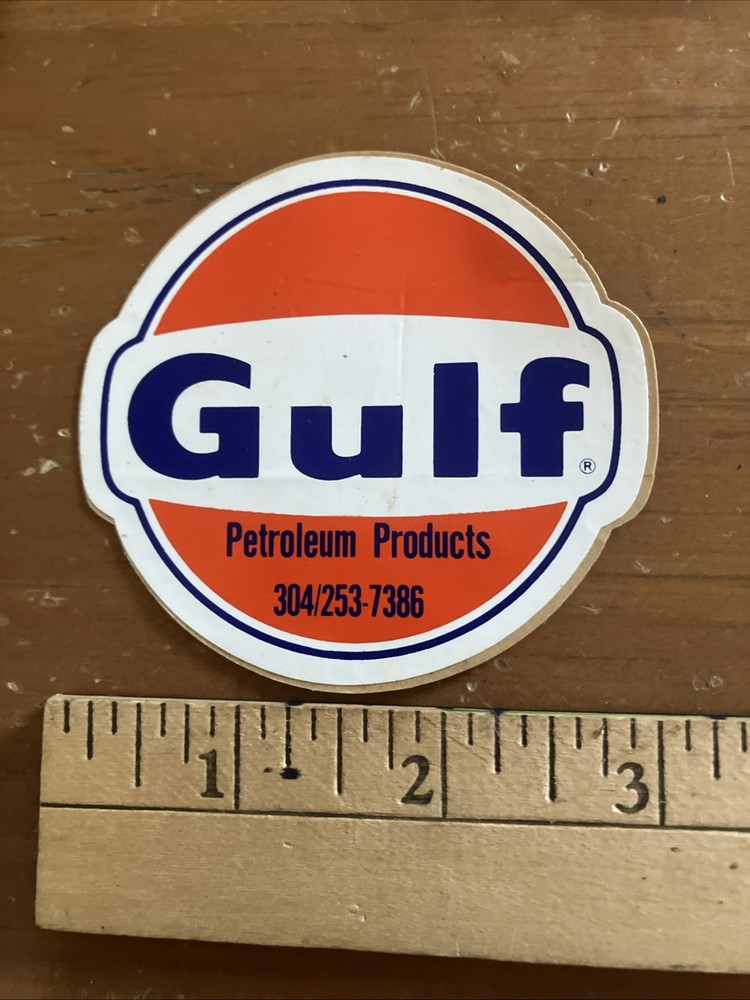 Gulf®
Petroleum Products
304/253-7386
1 2 3